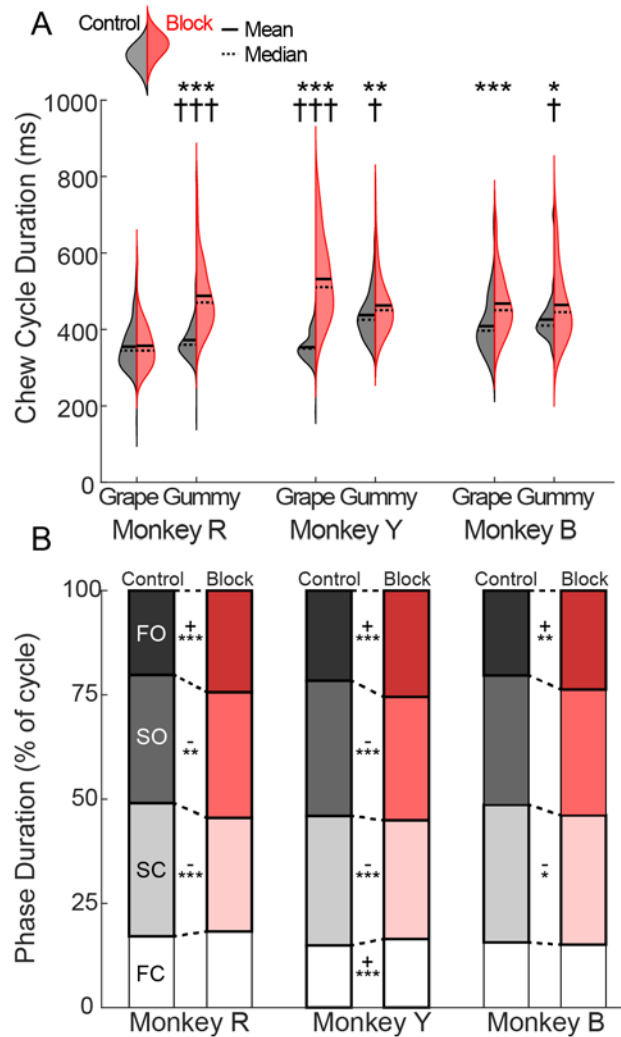 A
Control Block
Mean
Median
Chew Cycle Duration (ms)
1000
800
600
400
200
0
***
†††
***
†††
**
†
***
*
†
Grape Gummy Grape Gummy Grape Gummy
Monkey R Monkey Y Monkey B
B
Phase Duration (% of cycle)
100
75
50
25
0
Control Block Control Block Control Block
FO
SO
SC
FC
+
***
-
**
-
***
+
***
-
***
-
***
+
***
+
**
-
*
Monkey R Monkey Y Monkey B